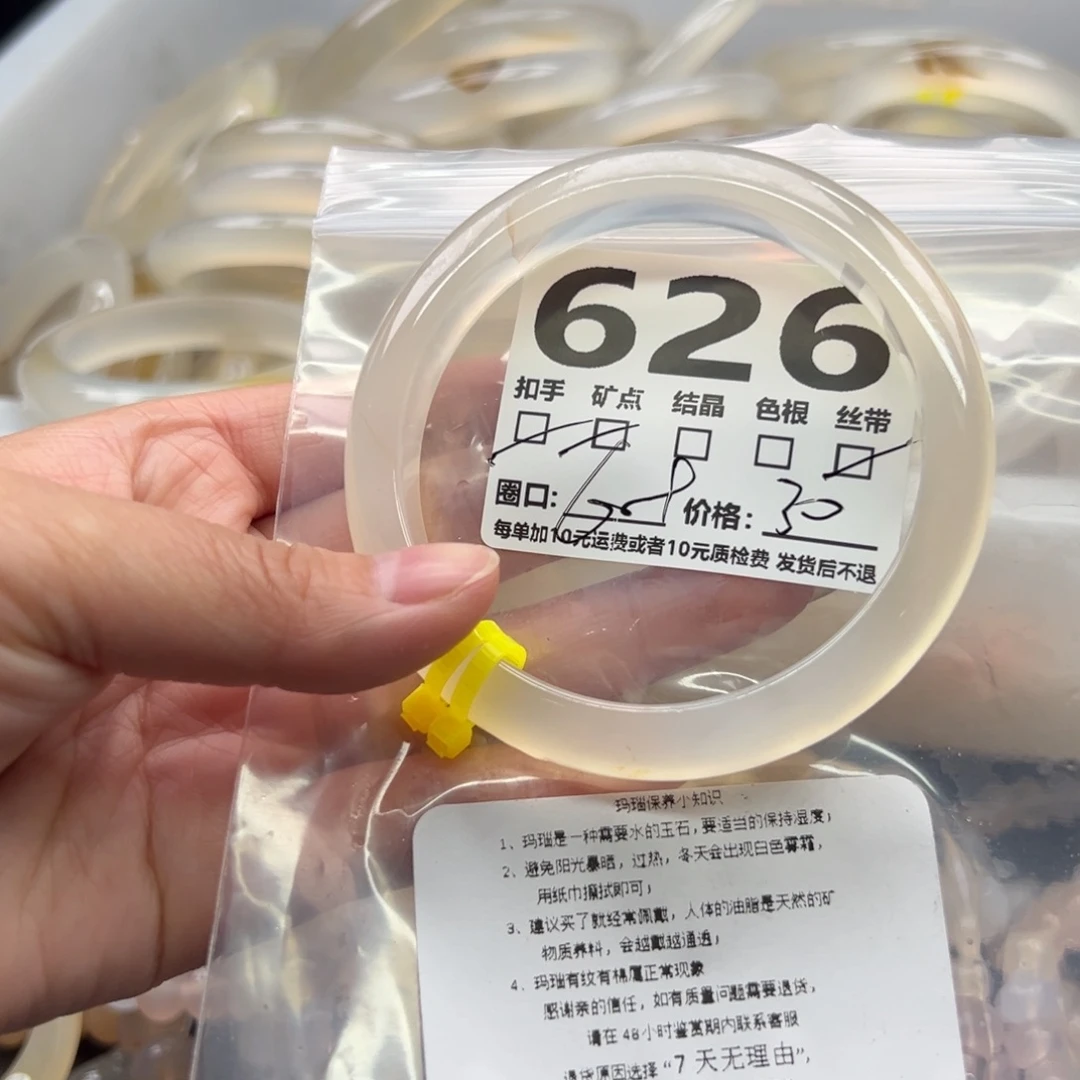 626
扣手 矿点 结晶 色根 丝带
圈口: 58 价格: 30
每单加10元运费或者10元质检费 发货后不退
玛瑙保养小知识
1、玛瑙是一种需要水的玉石,要适当的保持湿度;
2、避免阳光暴晒,过热,冬天会出现白色雾霜,
用纸巾擦拭即可;
3、建议买了就经常佩戴,人体的油脂是天然的矿
物质养料,会越戴越通透;
4、玛瑙有纹有棉属正常现象
感谢亲的信任,如有质量问题需要退货,
请在48小时鉴赏期内联系客服
退货原因选择“7天无理由”,